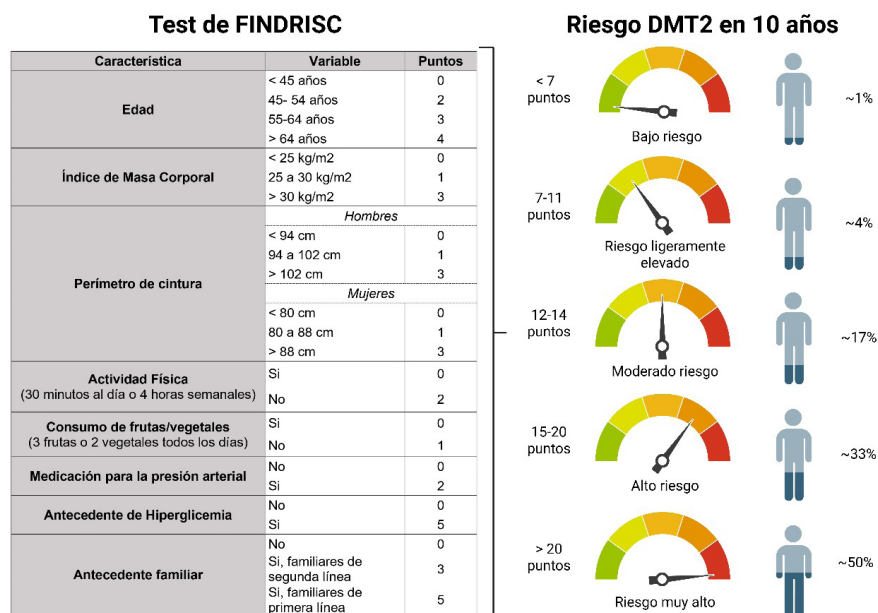 Test de FINDRISC
Característica Variable Puntos
Edad
< 45 años 0
45- 54 años 2
55-64 años 3
> 64 años 4
Índice de Masa Corporal
< 25 kg/m2 0
25 a 30 kg/m2 1
> 30 kg/m2 3
Perímetro de cintura
Hombres
< 94 cm 0
94 a 102 cm 1
> 102 cm 3
Mujeres
< 80 cm 0
80 a 88 cm 1
> 88 cm 3
Actividad Física
(30 minutos al día o 4 horas semanales)
Si 0
No 2
Consumo de frutas/vegetales
(3 frutas o 2 vegetales todos los días)
Si 0
No 1
Medicación para la presión arterial
No 0
Si 2
Antecedente de Hiperglicemia
No 0
Si 5
Antecedente familiar
No 0
Si, familiares de
segunda línea 3
Si, familiares de
primera línea 5
Riesgo DMT2 en 10 años
< 7
puntos
Bajo riesgo
~1%
7-11
puntos
Riesgo ligeramente
elevado
~4%
12-14
puntos
Moderado riesgo
~17%
15-20
puntos
Alto riesgo
~33%
> 20
puntos
Riesgo muy alto
~50%